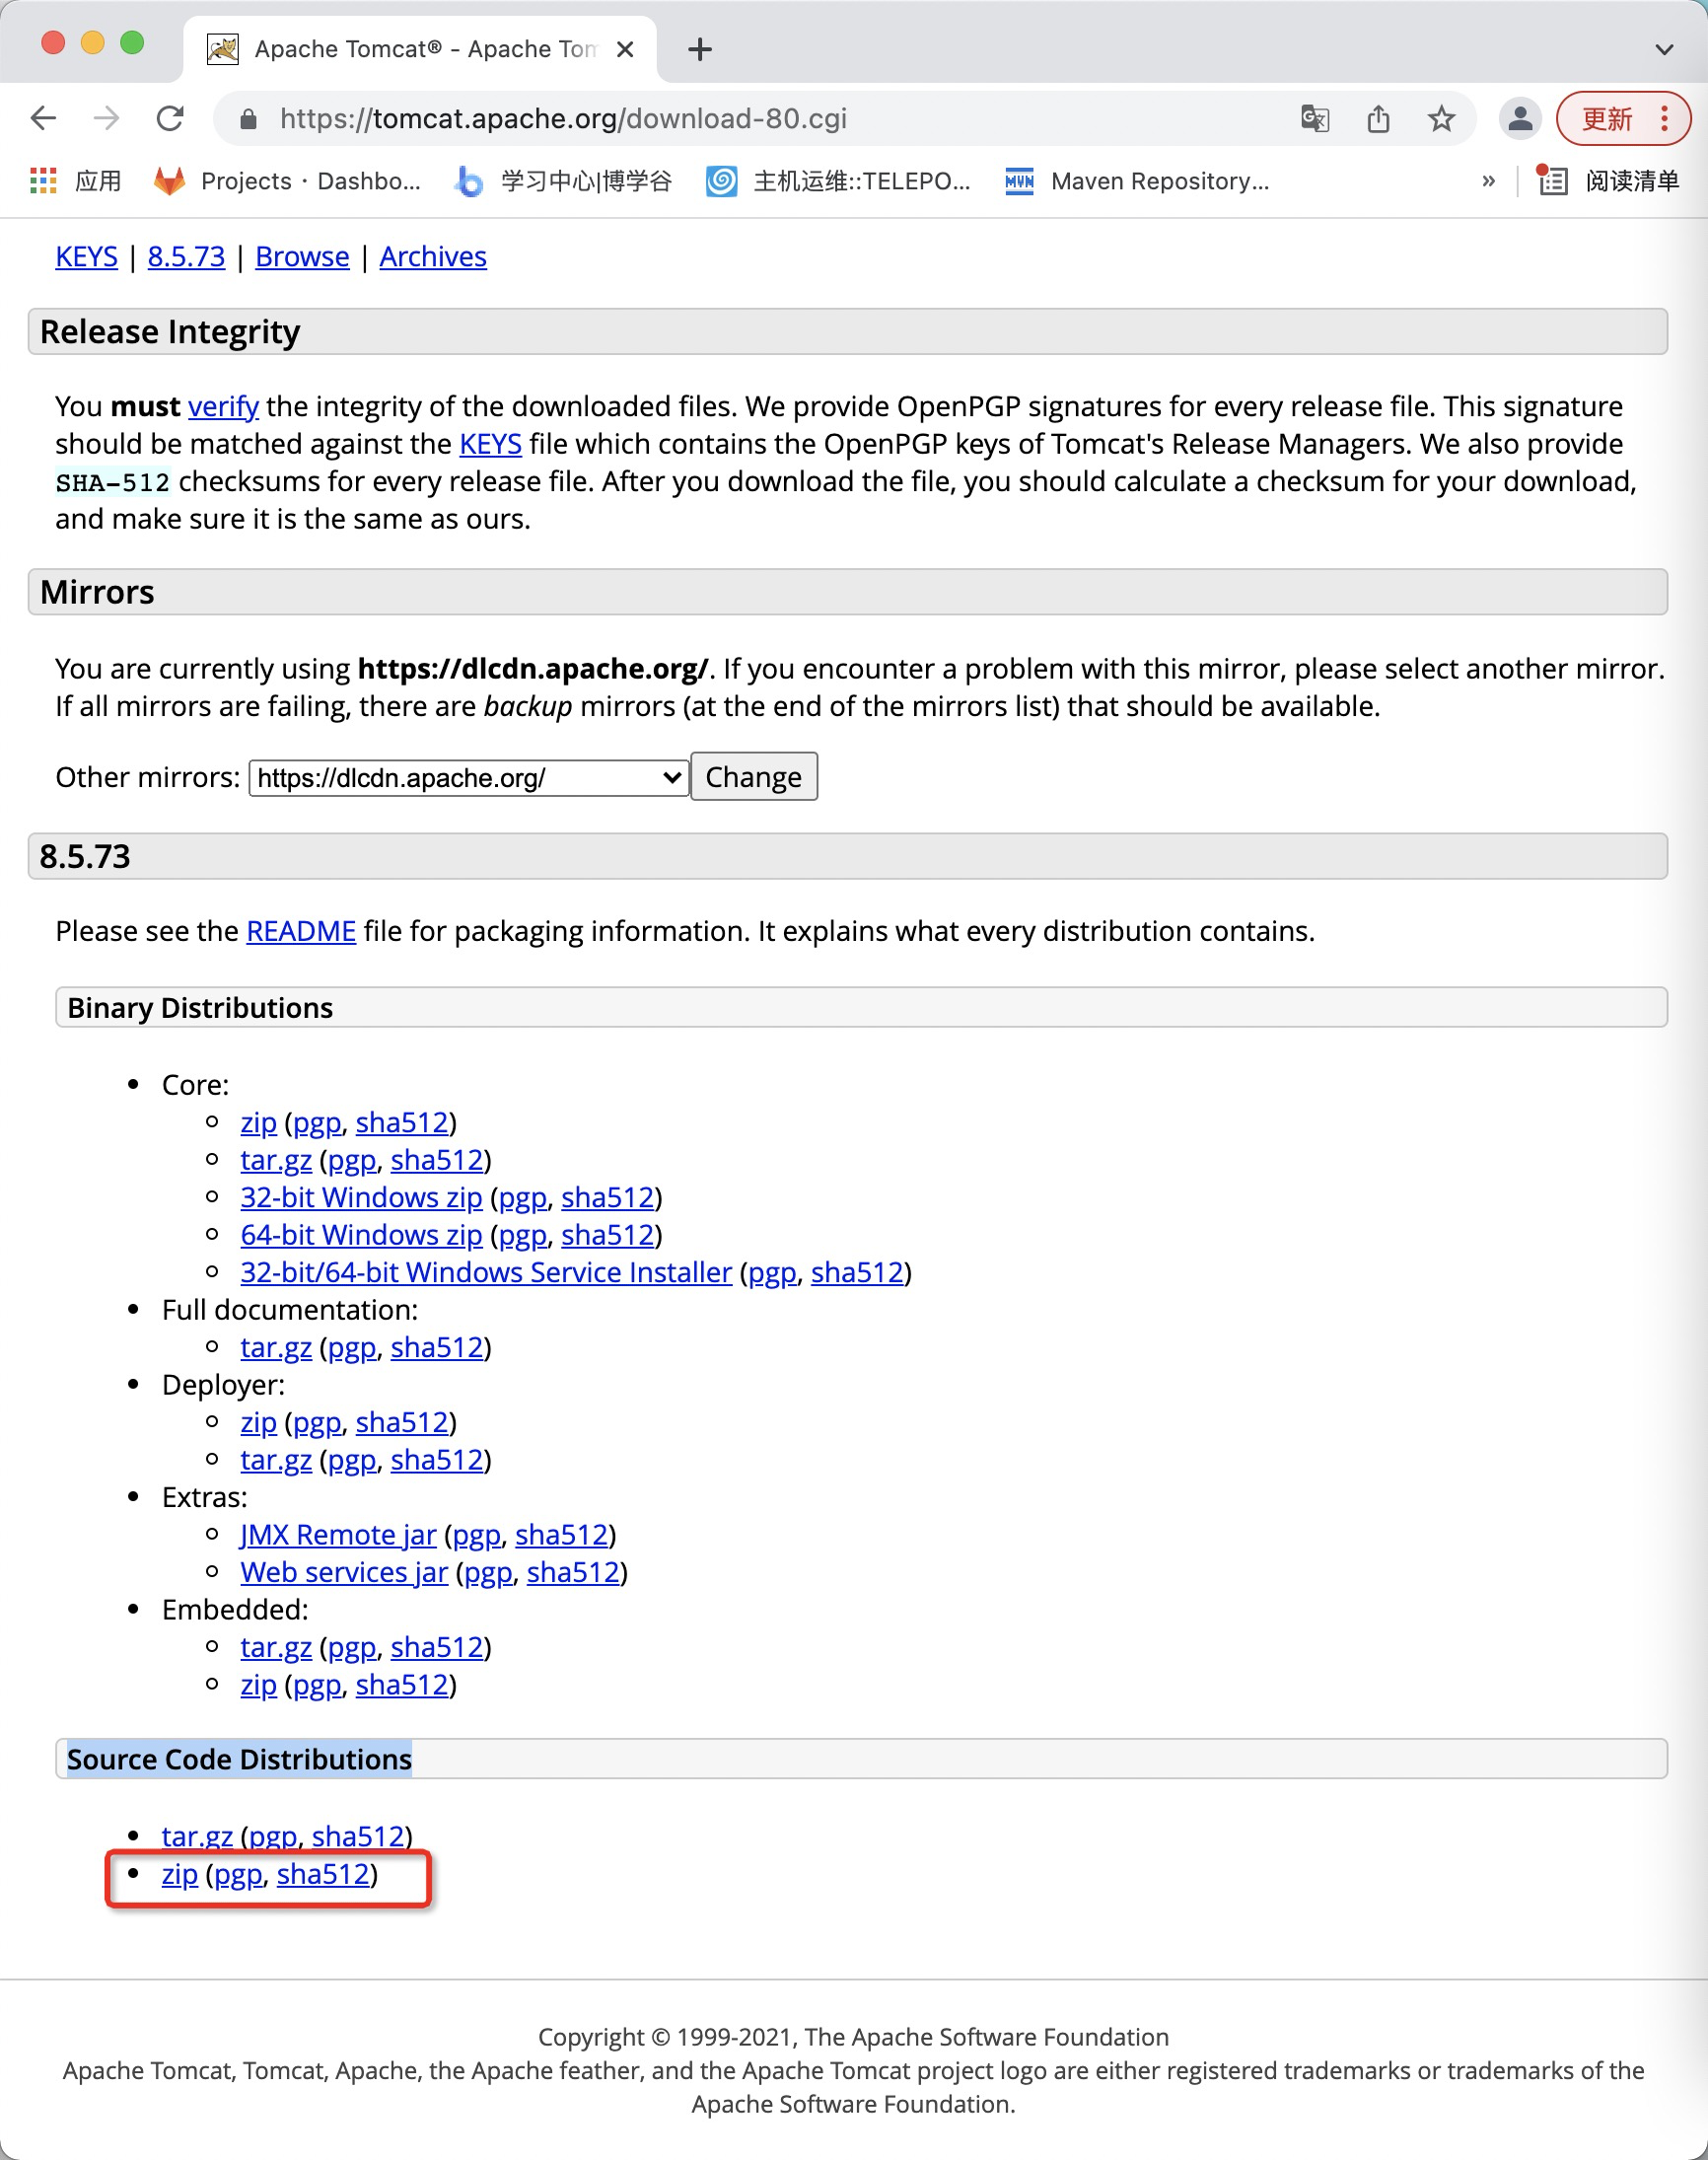 Apache Tomcat® - Apache Tom
https://tomcat.apache.org/download-80.cgi
更新
应用 Projects · Dashbo... 学习中心|博学谷 主机运维::TELEPO... MVN Maven Repository... » 阅读清单
KEYS | 8.5.73 | Browse | Archives
Release Integrity
You must verify the integrity of the downloaded files. We provide OpenPGP signatures for every release file. This signature
should be matched against the KEYS file which contains the OpenPGP keys of Tomcat's Release Managers. We also provide
SHA-512 checksums for every release file. After you download the file, you should calculate a checksum for your download,
and make sure it is the same as ours.
Mirrors
You are currently using https://dlcdn.apache.org/. If you encounter a problem with this mirror, please select another mirror.
If all mirrors are failing, there are backup mirrors (at the end of the mirrors list) that should be available.
Other mirrors: https://dlcdn.apache.org/ Change
8.5.73
Please see the README file for packaging information. It explains what every distribution contains.
Binary Distributions
• Core:
zip (pgp, sha512)
tar.gz (pgp, sha512)
32-bit Windows zip (pgp, sha512)
64-bit Windows zip (pgp, sha512)
32-bit/64-bit Windows Service Installer (pgp, sha512)
• Full documentation:
tar.gz (pgp, sha512)
• Deployer:
zip (pgp, sha512)
tar.gz (pgp, sha512)
• Extras:
JMX Remote jar (pgp, sha512)
Web services jar (pgp, sha512)
• Embedded:
tar.gz (pgp, sha512)
zip (pgp, sha512)
Source Code Distributions
• tar.gz (pgp, sha512)
• zip (pgp, sha512)
Copyright © 1999-2021, The Apache Software Foundation
Apache Tomcat, Tomcat, Apache, the Apache feather, and the Apache Tomcat project logo are either registered trademarks or trademarks of the
Apache Software Foundation.